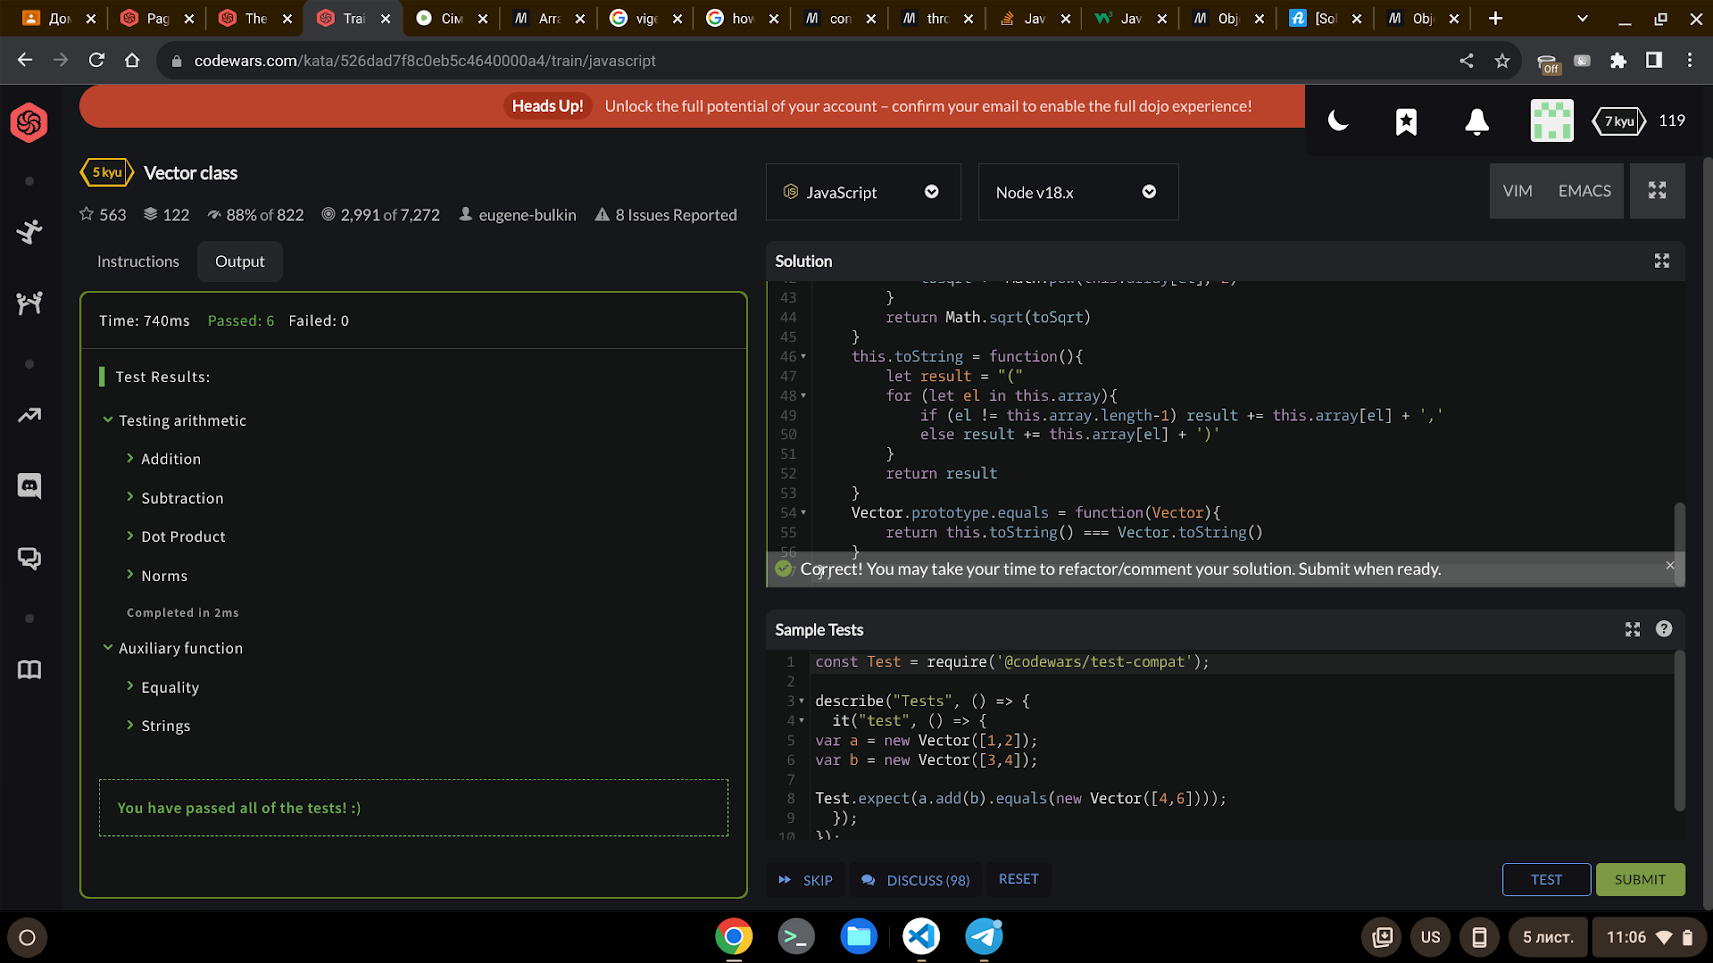 До
Pag
The
Trai
Сім
Arra
vige
how
con
thro
Jav
Jav
Obj
[Sol
Obj
codewars.com/kata/526dad7f8c0eb5c4640000a4/train/javascript
Off
Heads Up! Unlock the full potential of your account – confirm your email to enable the full dojo experience!
7 kyu 119
5 kyu Vector class
563 122 88% of 822 2,991 of 7,272 eugene-bulkin 8 Issues Reported
JavaScript
Node v18.x
VIM EMACS
Instructions Output
Time: 740ms Passed: 6 Failed: 0
Test Results:
Testing arithmetic
Addition
Subtraction
Dot Product
Norms
Completed in 2ms
Auxiliary function
Equality
Strings
You have passed all of the tests! :)
Solution
43 }
44 return Math.sqrt(toSqrt)
45 }
46 this.toString = function(){
47 let result = "("
48 for (let el in this.array){
49 if (el != this.array.length-1) result += this.array[el] + ','
50 else result += this.array[el] + ')'
51 }
52 return result
53 }
54 Vector.prototype.equals = function(Vector){
55 return this.toString() === Vector.toString()
56 }
Correct! You may take your time to refactor/comment your solution. Submit when ready.
Sample Tests
1 const Test = require('@codewars/test-compat');
2
3 describe("Tests", () => {
4 it("test", () => {
5 var a = new Vector([1,2]);
6 var b = new Vector([3,4]);
7
8 Test.expect(a.add(b).equals(new Vector([4,6])));
9 });
10 });
SKIP DISCUSS (98) RESET
TEST SUBMIT
US
5 лист.
11:06